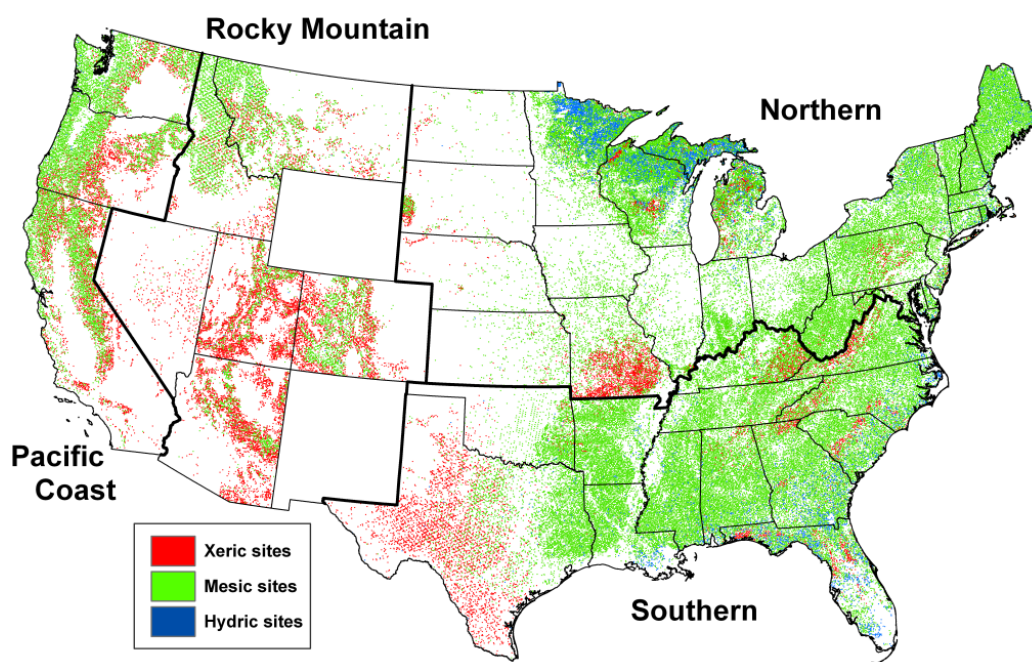 Rocky Mountain
Northern
Pacific
Coast
Southern
Xeric sites
Mesic sites
Hydric sites